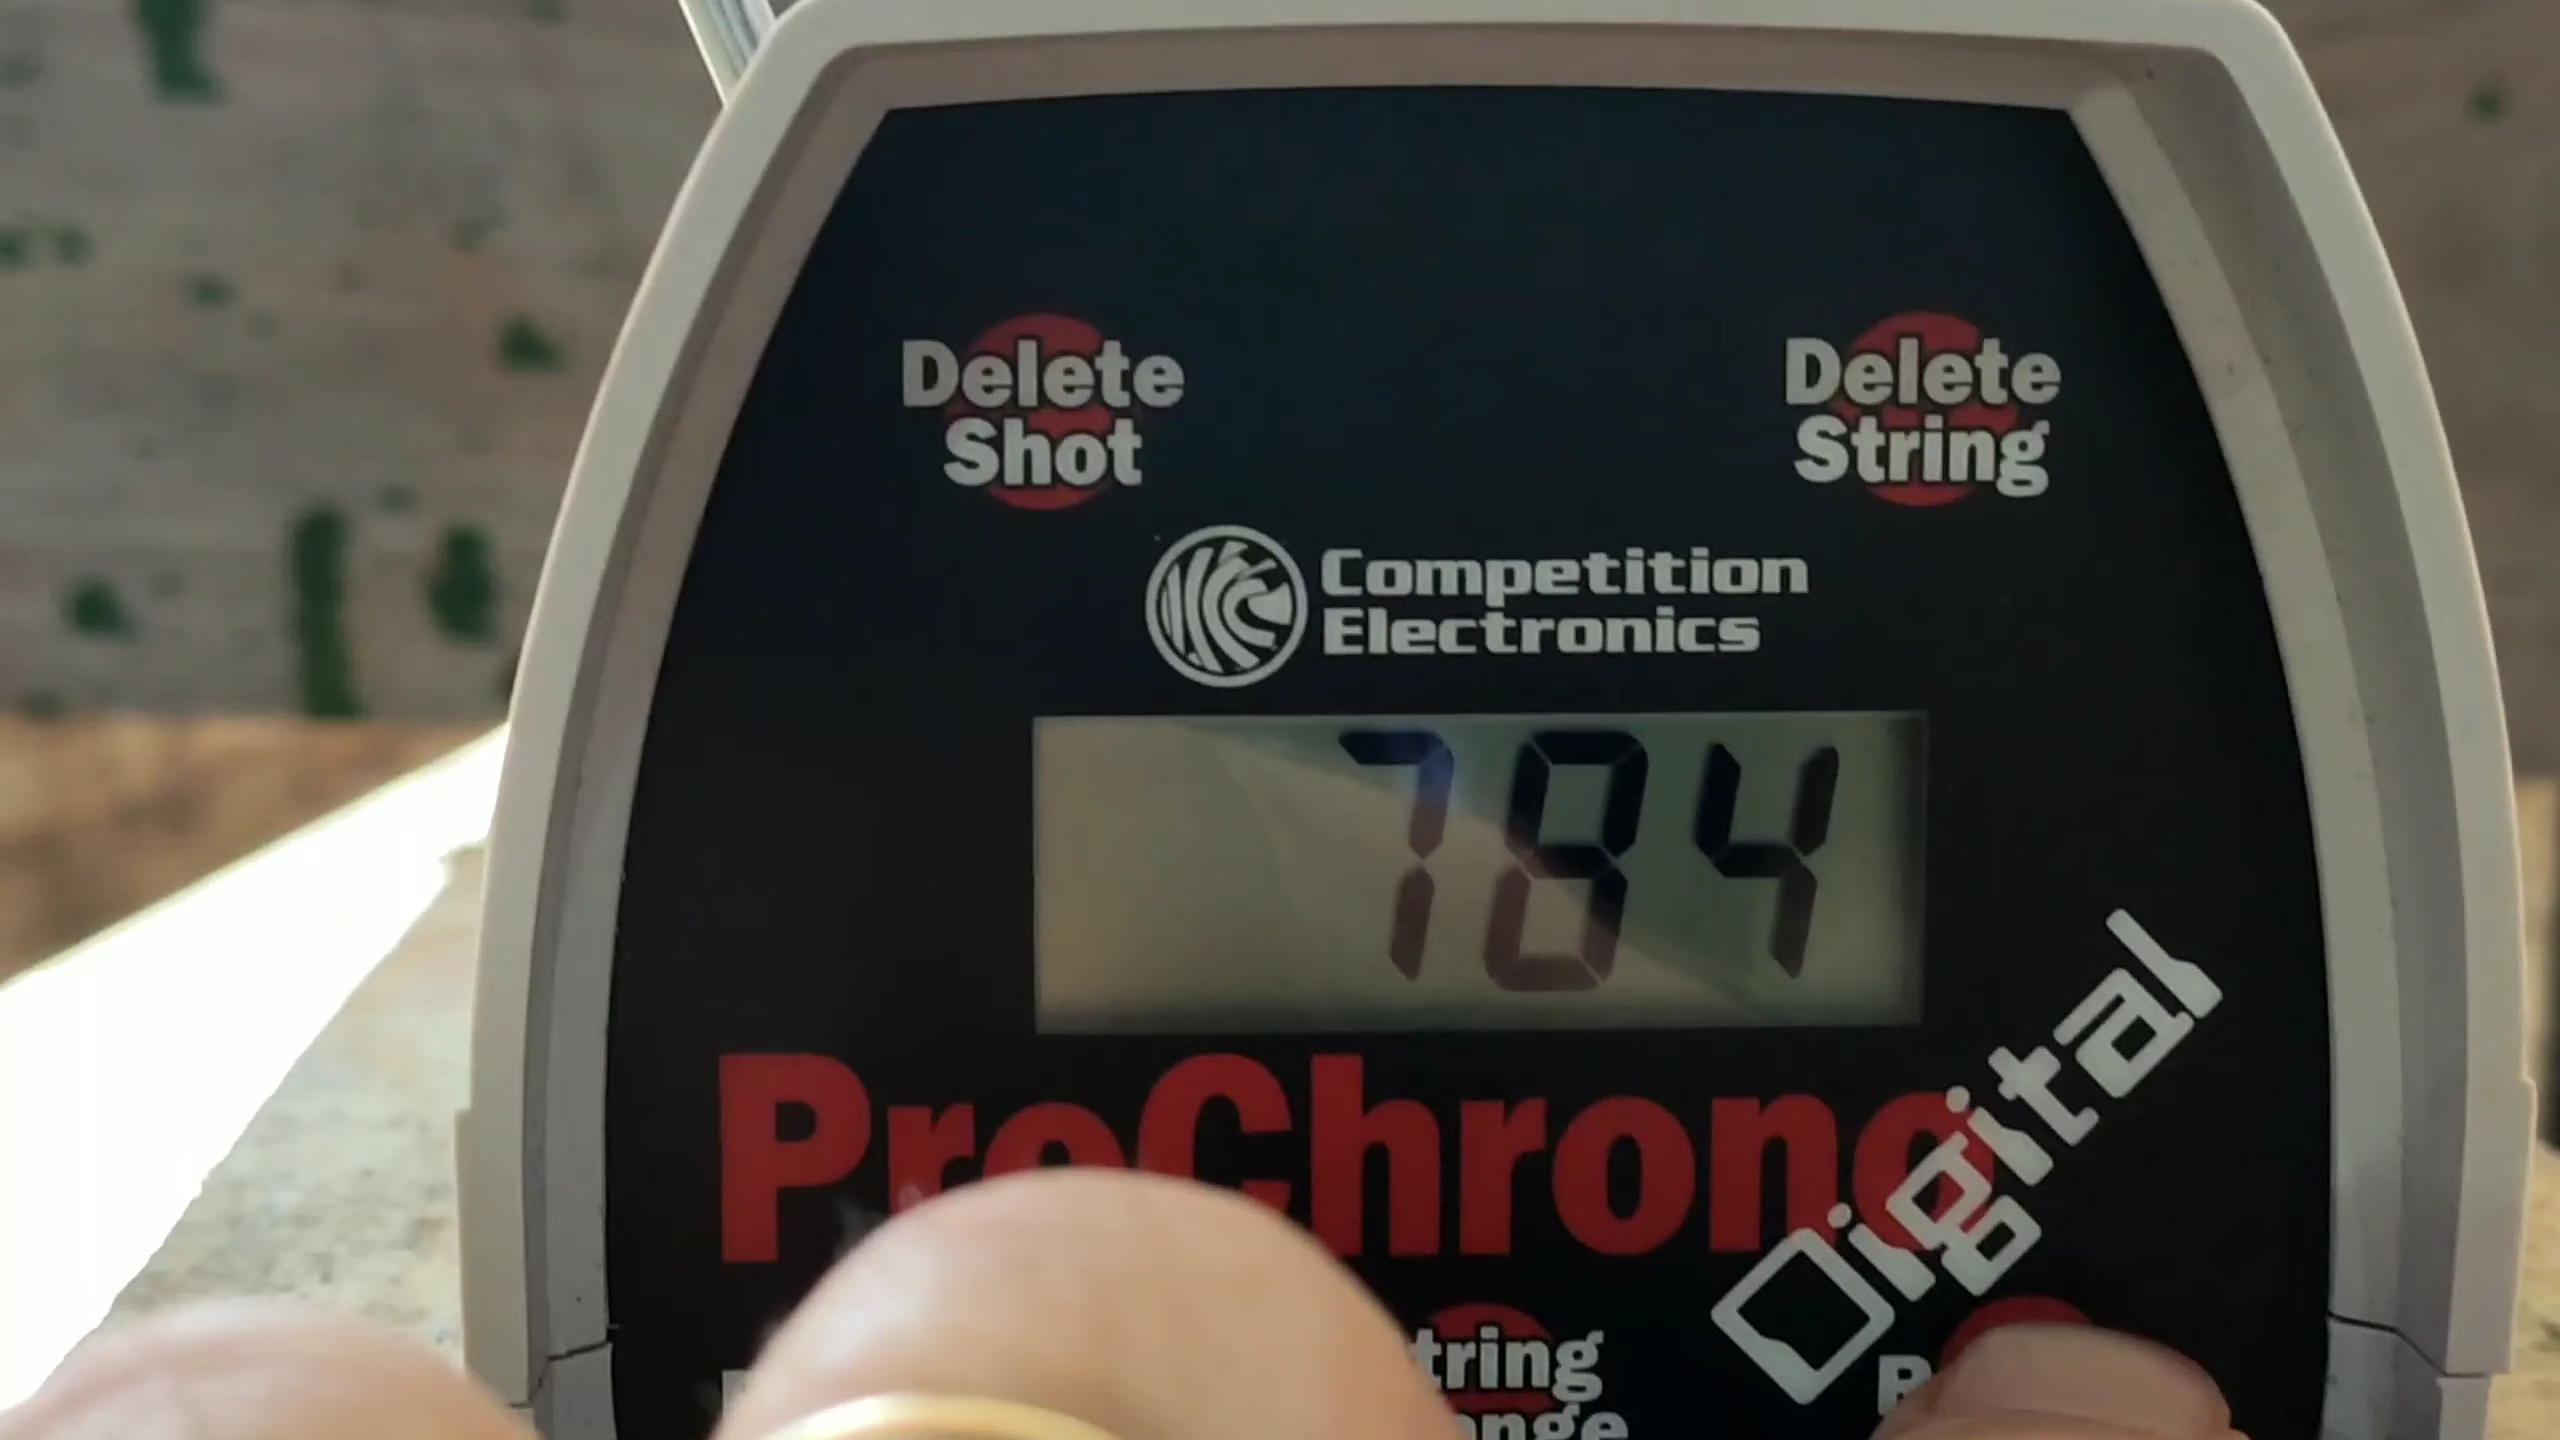 Delete
Shot
Delete
String
Competition
Electronics
784
ProChrono
Digital